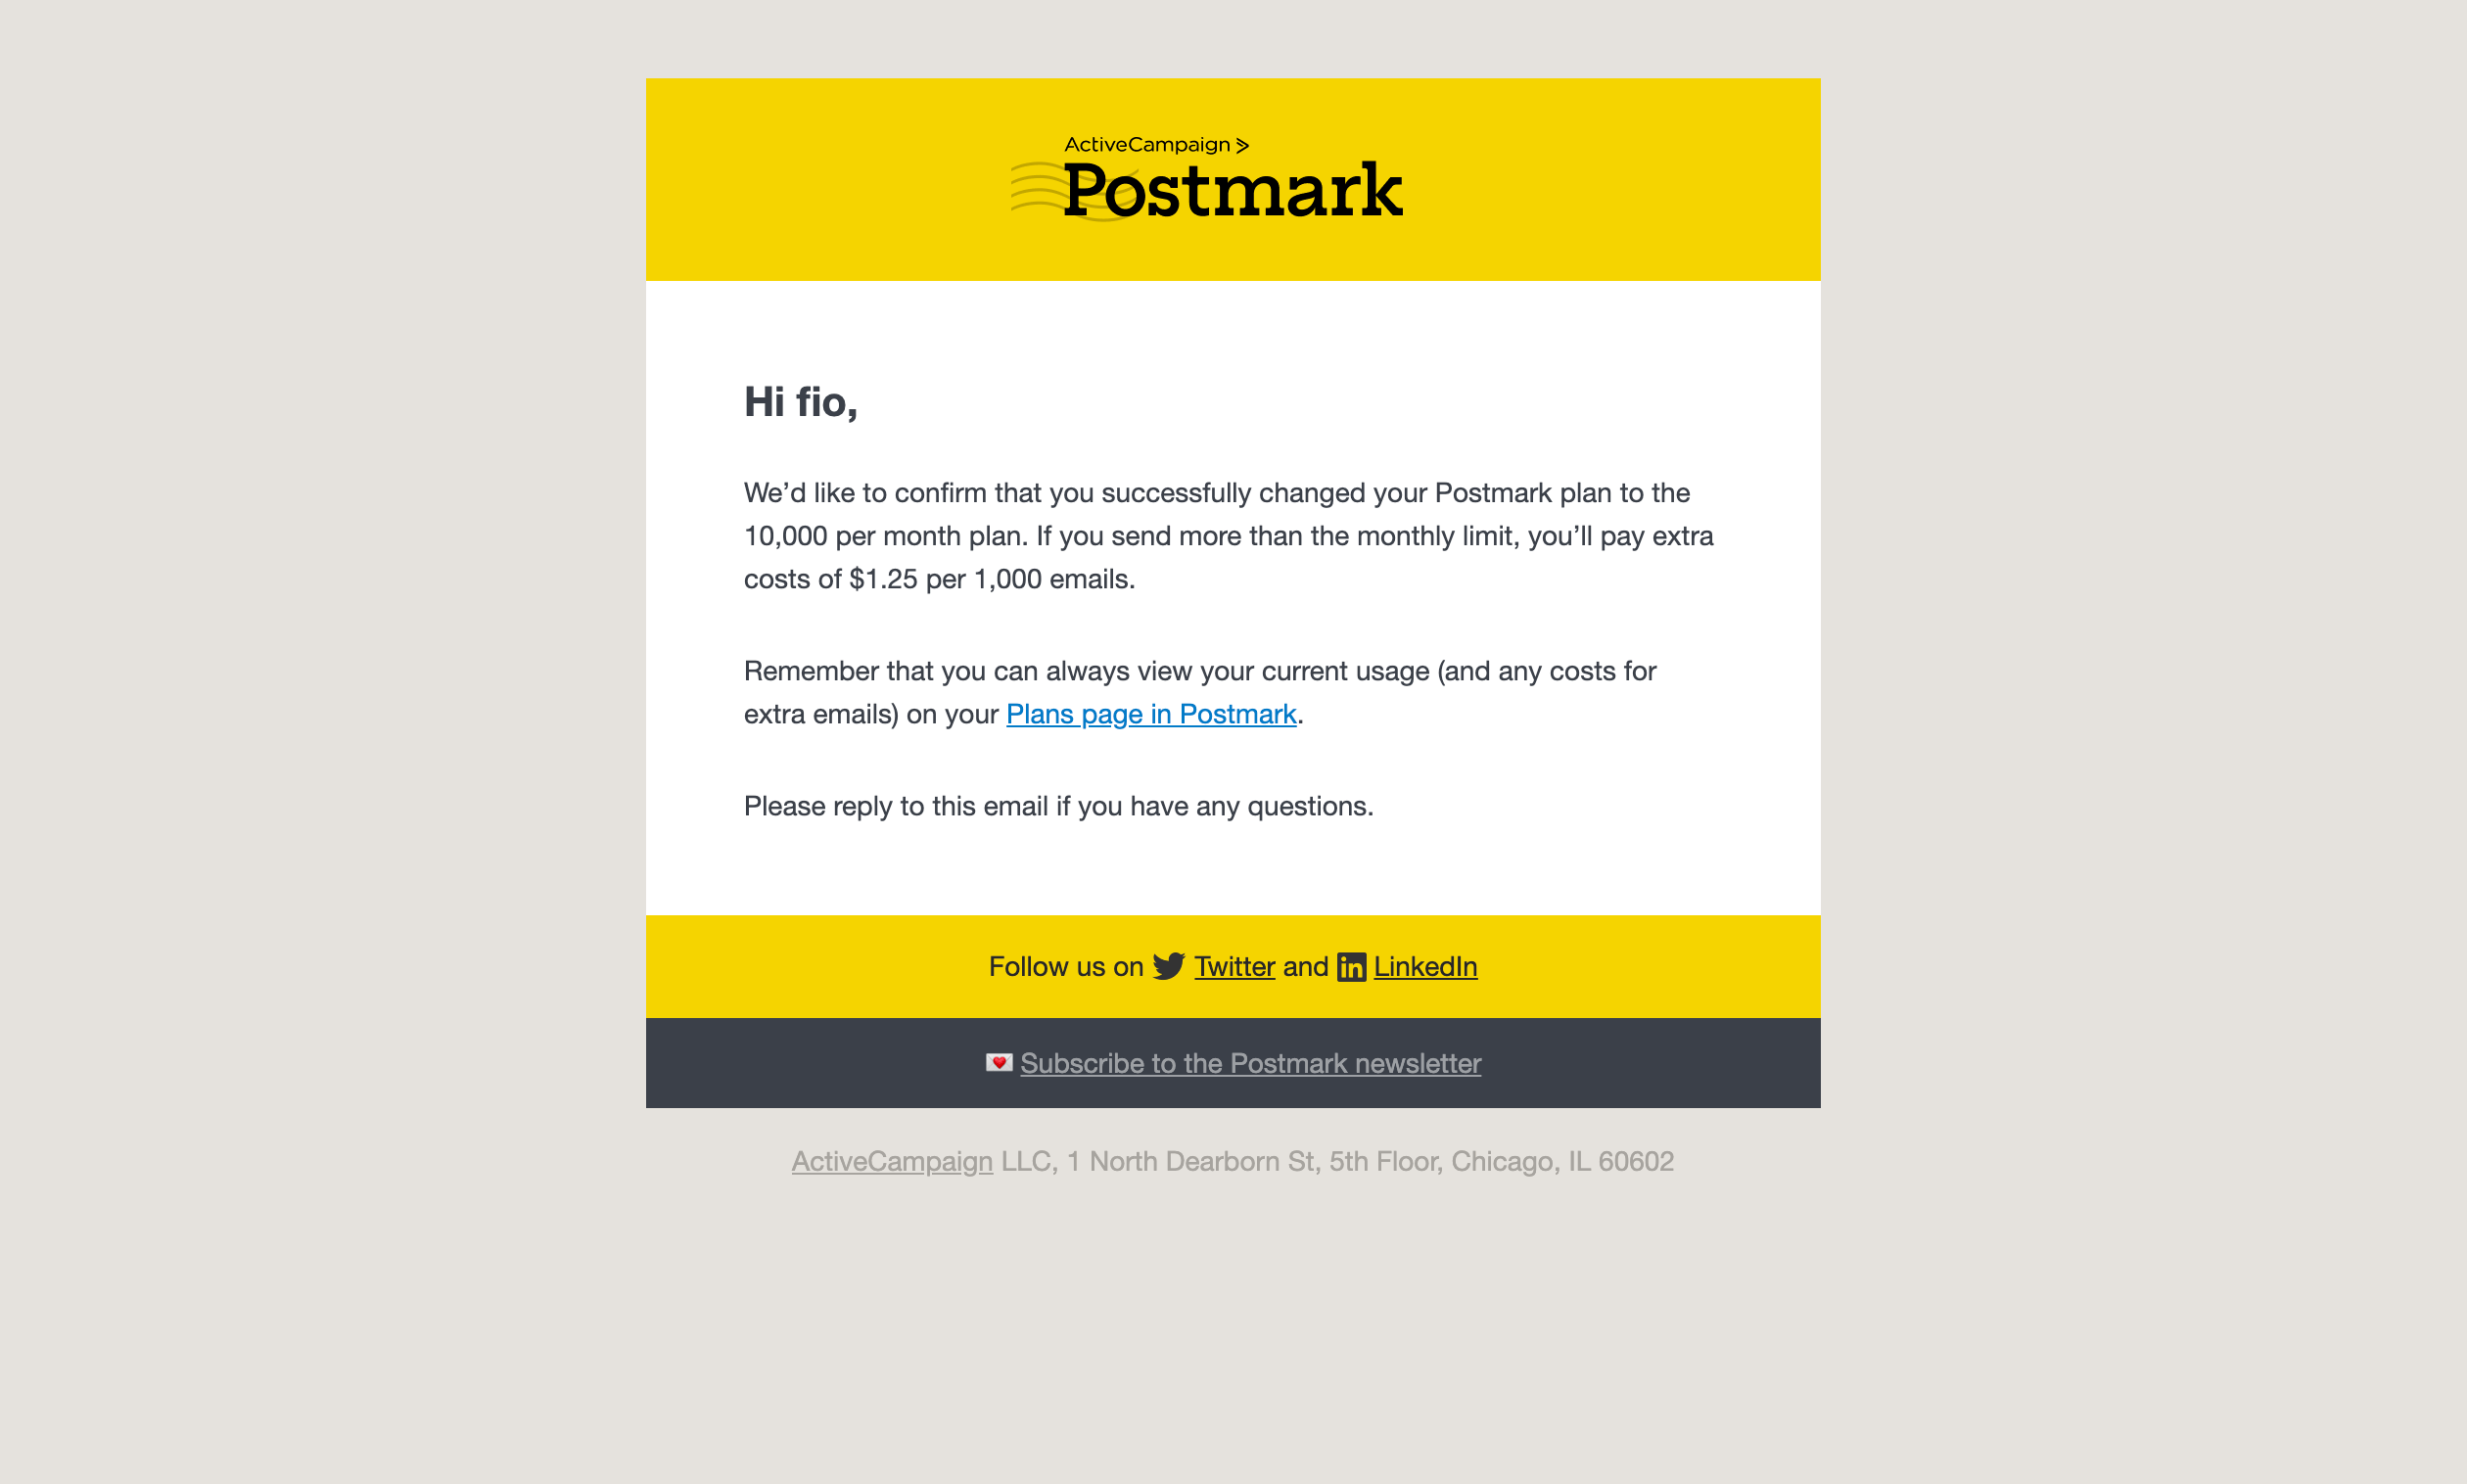 ActiveCampaign >
Postmark
Hi fio,
We’d like to confirm that you successfully changed your Postmark plan to the
10,000 per month plan. If you send more than the monthly limit, you’ll pay extra
costs of $1.25 per 1,000 emails.
Remember that you can always view your current usage (and any costs for
extra emails) on your Plans page in Postmark.
Please reply to this email if you have any questions.
Follow us on Twitter and LinkedIn
💌 Subscribe to the Postmark newsletter
ActiveCampaign LLC, 1 North Dearborn St, 5th Floor, Chicago, IL 60602